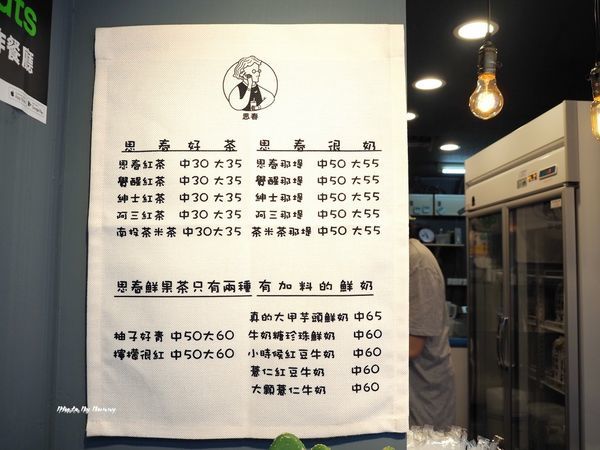 uts
作餐廳
思春
思春好茶
思春紅茶 中30 大35
雙醒紅茶 中30 大35
紳士紅茶 中30 大35
阿三紅茶 中30 大35
南投茶米茶 中30 大35
思春很奶
思春那堤 中50 大55
雙醒那堤 中50 大55
紳士那堤 中50 大55
阿三那堤 中50 大55
茶米茶那堤 中50 大55
思春鮮果茶只有兩種
柚子好青 中50大60
檸檬很紅 中50大60
有加料的鮮奶
真的大甲芋頭鮮奶 中65
牛奶糖珍珠鮮奶 中60
小時候紅豆牛奶 中60
薏仁紅豆牛奶 中60
大顆薏仁牛奶 中60